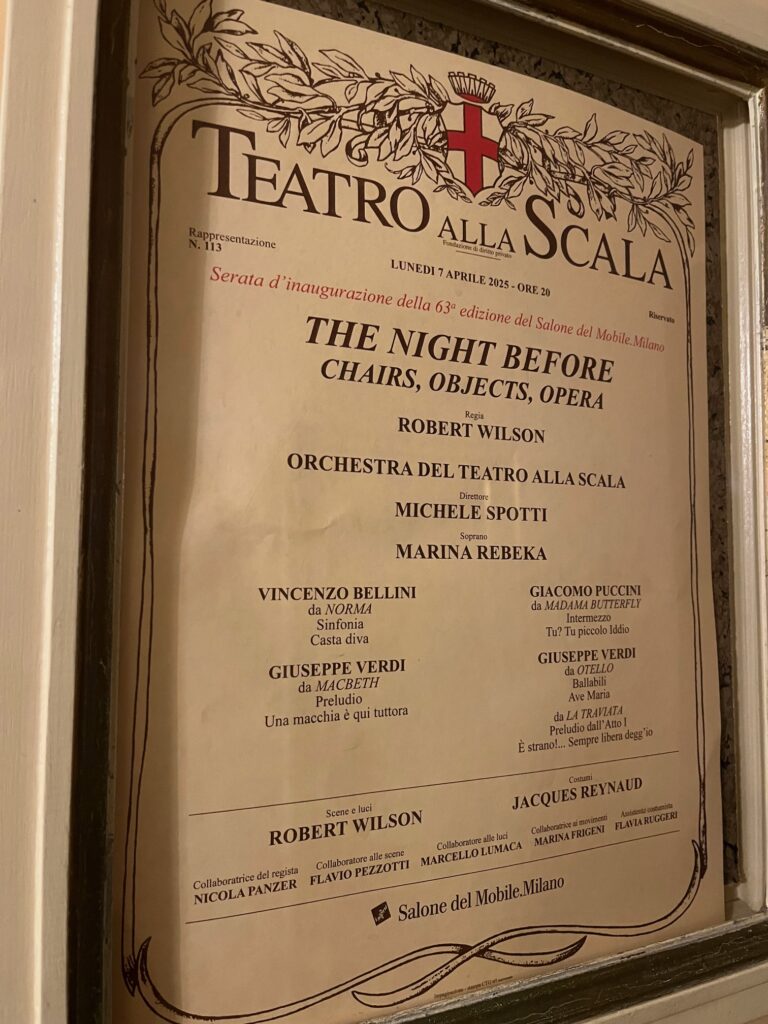 TEATRO ALLA SCALA
Fondazione di diritto privato
Rappresentazione
N. 113
LUNEDI 7 APRILE 2025 - ORE 20
Riservato
Serata d'inaugurazione della 63ª edizione del Salone del Mobile.Milano
THE NIGHT BEFORE
CHAIRS, OBJECTS, OPERA
Regia
ROBERT WILSON
ORCHESTRA DEL TEATRO ALLA SCALA
Direttore
MICHELE SPOTTI
Soprano
MARINA REBEKA
VINCENZO BELLINI
da NORMA
Sinfonia
Casta diva
GIUSEPPE VERDI
da MACBETH
Preludio
Una macchia è qui tuttora
GIACOMO PUCCINI
da MADAMA BUTTERFLY
Intermezzo
Tu? Tu piccolo Iddio
GIUSEPPE VERDI
da OTELLO
Ballabili
Ave Maria
da LA TRAVIATA
Preludio dall'Atto I
È strano!... Sempre libera degg'io
Scene e luci
ROBERT WILSON
Costumi
JACQUES REYNAUD
Collaboratrice del regista
NICOLA PANZER
Collaboratore alle scene
FLAVIO PEZZOTTI
Collaboratore alle luci
MARCELLO LUMACA
Collaboratrice ai movimenti
MARINA FRIGENI
Assistente costumista
FLAVIA RUGGERI
Salone del Mobile.Milano